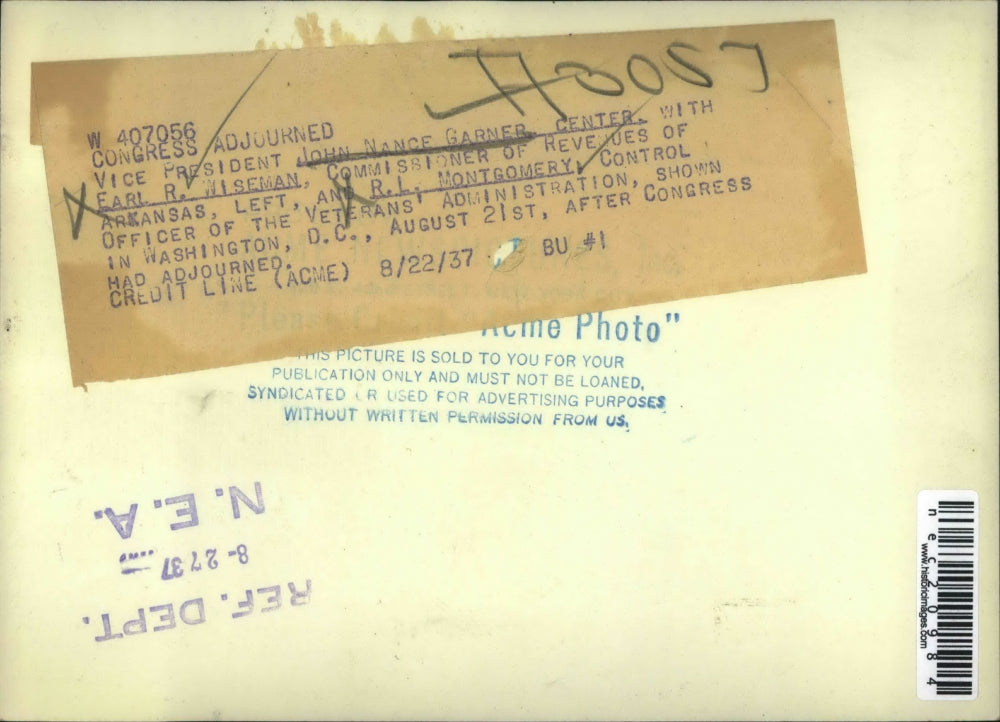 W 407056
CONGRESS ADJOURNED
VICE PRESIDENT JOHN NANCE GARNER, CENTER, WITH
EARL R. WISEMAN, COMMISSIONER OF REVENUES OF
ARKANSAS, LEFT, AND R.L. MONTGOMERY, CONTROL
OFFICER OF THE VETERANS' ADMINISTRATION, SHOWN
IN WASHINGTON, D.C., AUGUST 21ST, AFTER CONGRESS
HAD ADJOURNED.
CREDIT LINE (ACME) 8/22/37 BU #1
"Please Acme Photo"
THIS PICTURE IS SOLD TO YOU FOR YOUR
PUBLICATION ONLY AND MUST NOT BE LOANED,
SYNDICATED OR USED FOR ADVERTISING PURPOSES
WITHOUT WRITTEN PERMISSION FROM US.
REF. DEPT.
8-27 37
N.E.A.
nec20984
www.historicimages.com